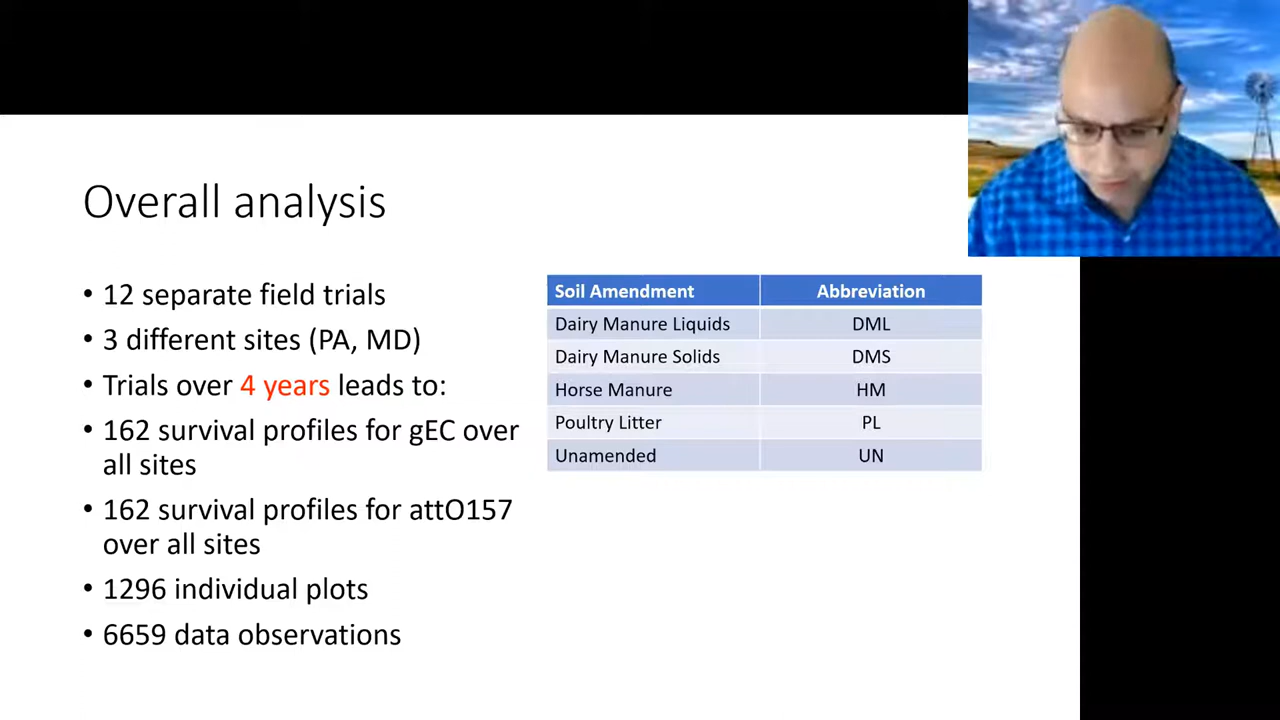 Overall analysis
• 12 separate field trials
• 3 different sites (PA, MD)
• Trials over 4 years leads to:
• 162 survival profiles for gEC over
all sites
• 162 survival profiles for attO157
over all sites
• 1296 individual plots
• 6659 data observations
Soil Amendment Abbreviation
Dairy Manure Liquids DML
Dairy Manure Solids DMS
Horse Manure HM
Poultry Litter PL
Unamended UN